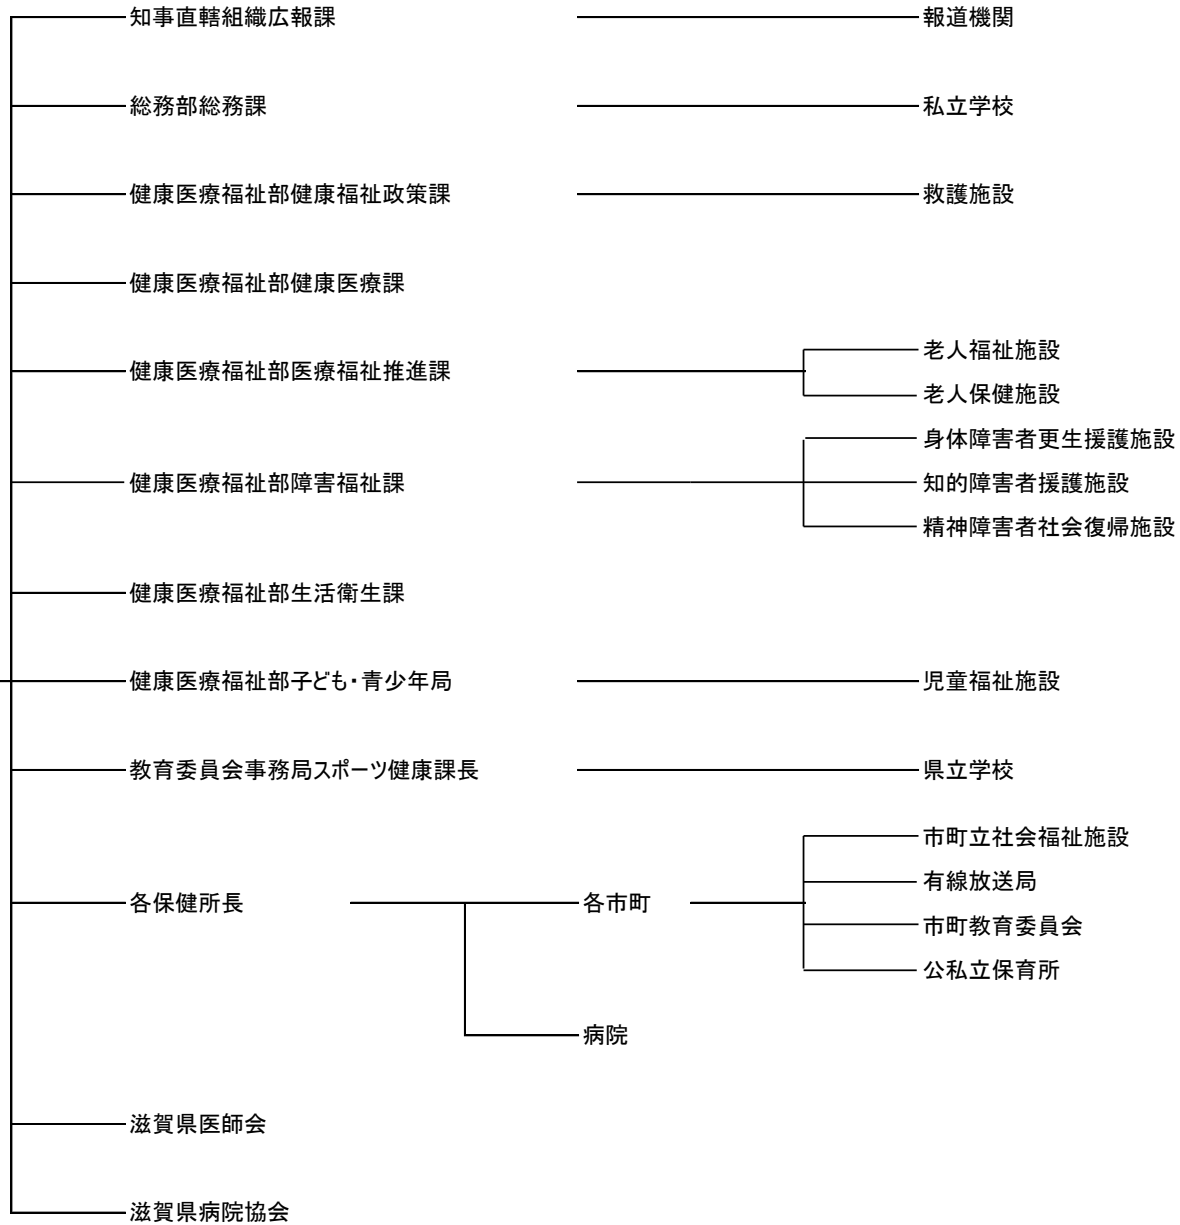 知事直轄組織広報課
報道機関
総務部総務課
私立学校
健康医療福祉部健康福祉政策課
救護施設
健康医療福祉部健康医療課
健康医療福祉部医療福祉推進課
老人福祉施設
老人保健施設
健康医療福祉部障害福祉課
身体障害者更生援護施設
知的障害者援護施設
精神障害者社会復帰施設
健康医療福祉部生活衛生課
健康医療福祉部子ども・青少年局
児童福祉施設
教育委員会事務局スポーツ健康課長
県立学校
各保健所長
各市町
市町立社会福祉施設
有線放送局
市町教育委員会
公私立保育所
病院
滋賀県医師会
滋賀県病院協会